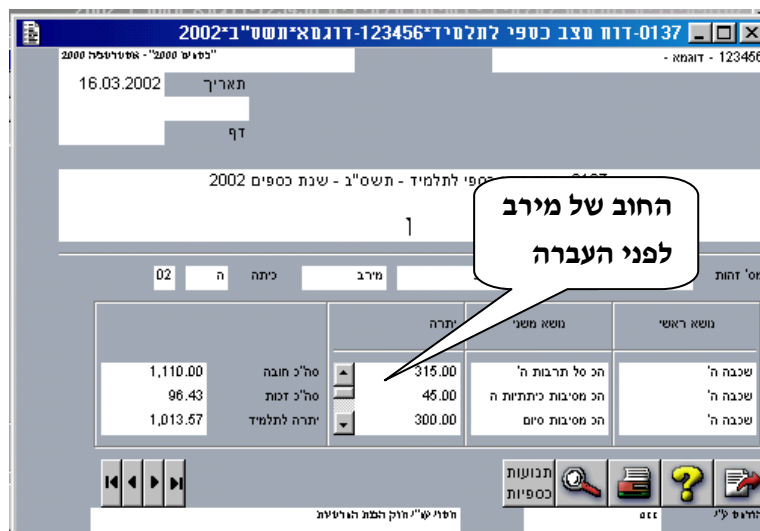 0137-דוח מצב כספי לתלמיד*123456-דוגמא*תשס"ב*2002
123456 - דוגמא -
"כספים 2000" - אסטרטגיה 2000
תאריך 16.03.2002
דף
כספי לתלמיד - תשס"ב - שנת כספים 2002
החוב של מירב
לפני העברה
מס' זהות
מירב
כיתה ה 02
נושא ראשי נושא משני יתרה
שכבה ה' הכ סל תרבות ה' 315.00 סה"כ חובה 1,110.00
שכבה ה' הכ מסיבות כיתתיות ה 45.00 סה"כ זכות 96.43
שכבה ה' הכ מסיבות סיום 300.00 יתרה לתלמיד 1,013.57
תנועות
כספיות